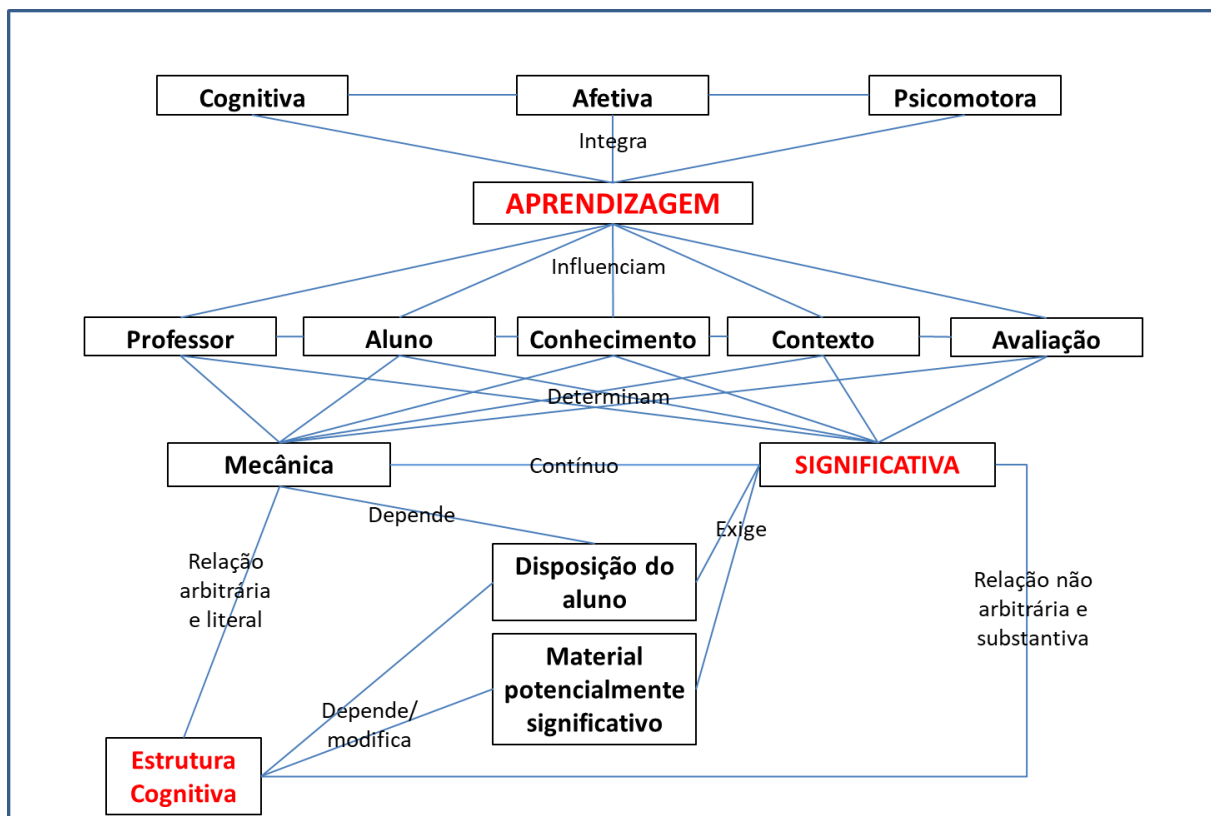 Cognitiva
Afetiva
Psicomotora
Integra
APRENDIZAGEM
Influenciam
Professor
Aluno
Conhecimento
Contexto
Avaliação
Determinam
Mecânica
Contínuo
SIGNIFICATIVA
Depende
Exige
Relação
arbitrária
e literal
Disposição do
aluno
Relação não
arbitrária e
substantiva
Material
potencialmente
significativo
Depende/
modifica
Estrutura
Cognitiva